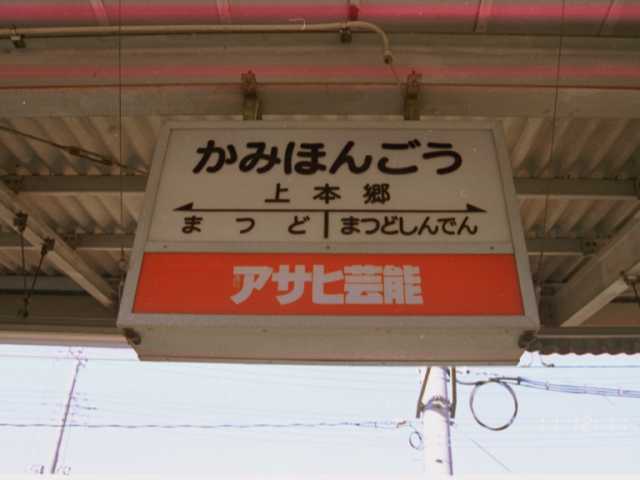 かみほんごう
上本郷
まつど まつどしんでん
アサヒ芸能